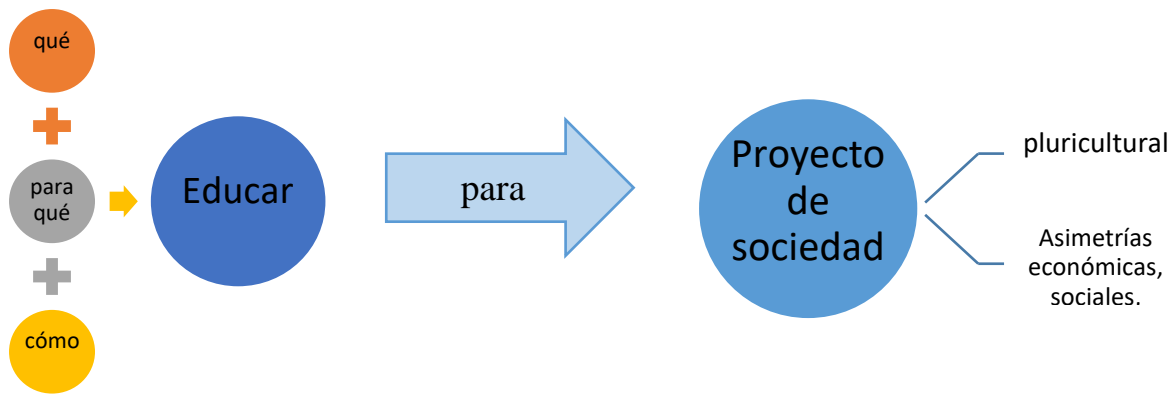 qué
para
qué
cómo
Educar
para
Proyecto
de
sociedad
pluricultural
Asimetrías
económicas,
sociales.